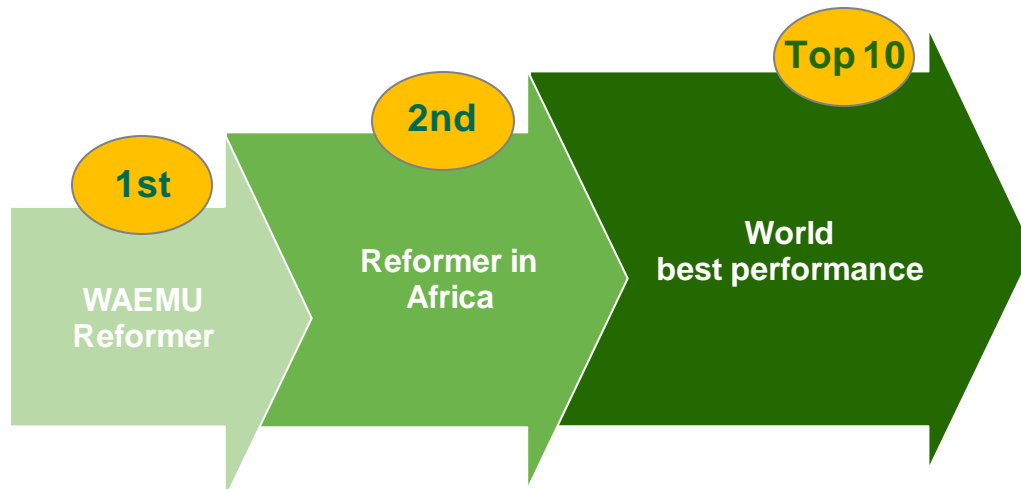 1st
WAEMU
Reformer
2nd
Reformer in
Africa
Top 10
World
best performance